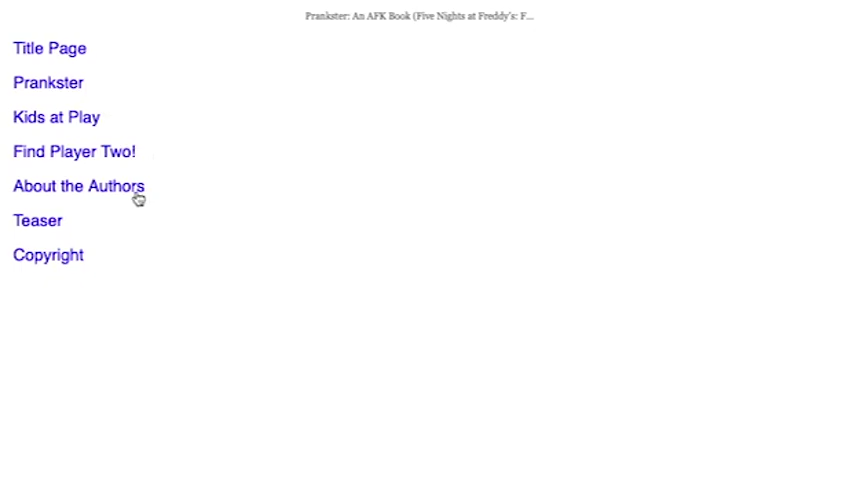 Prankster: An AFK Book (Five Nights at Freddy's: F...
Title Page
Prankster
Kids at Play
Find Player Two!
About the Authors
Teaser
Copyright